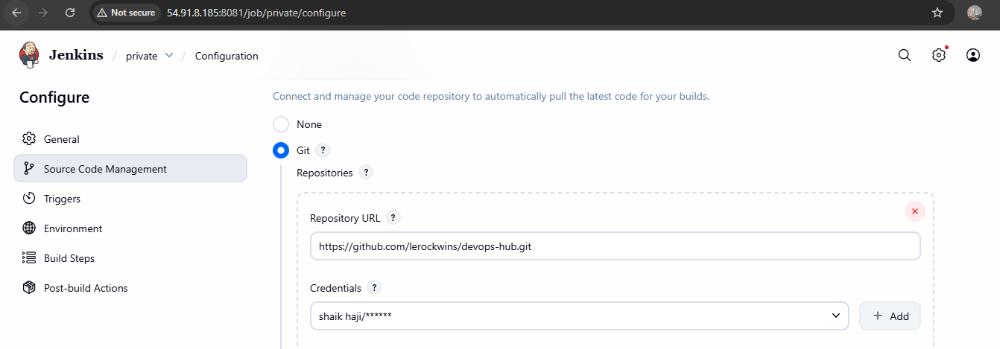 Not secure 54.91.8.185:8081/job/private/configure
Jenkins / private / Configuration
Configure
General
Source Code Management
Triggers
Environment
Build Steps
Post-build Actions
Connect and manage your code repository to automatically pull the latest code for your builds.
None
Git ?
Repositories ?
Repository URL ?
https://github.com/lerockwins/devops-hub.git
Credentials ?
shaik haji/******
+ Add